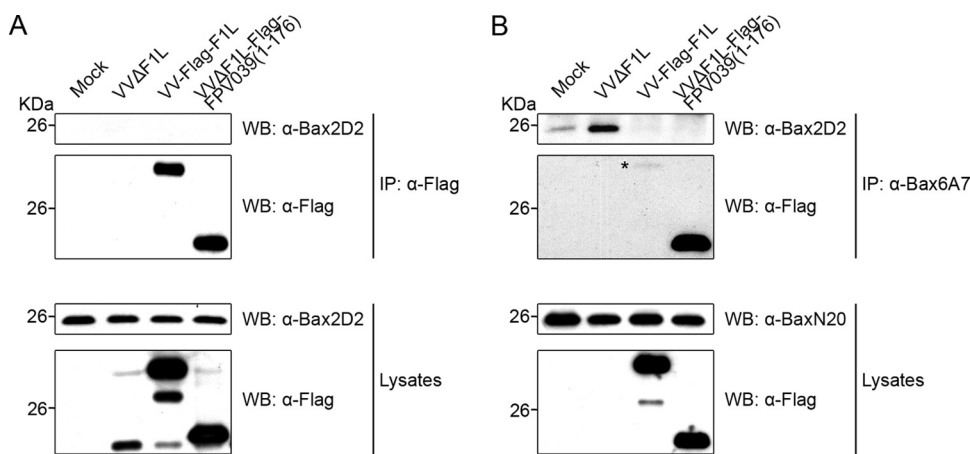 A
Mock
VVΔF1L
VV-Flag-F1L
VVΔF1L-Flag-
FPV039(1-176)
KDa
26
WB: α-Bax2D2
26
WB: α-Flag
IP: α-Flag
26
WB: α-Bax2D2
26
WB: α-Flag
Lysates
B
Mock
VVΔF1L
VV-Flag-F1L
VVΔF1L-Flag-
FPV039(1-176)
KDa
26
WB: α-Bax2D2
*
26
WB: α-Flag
IP: α-Bax6A7
26
WB: α-BaxN20
26
WB: α-Flag
Lysates